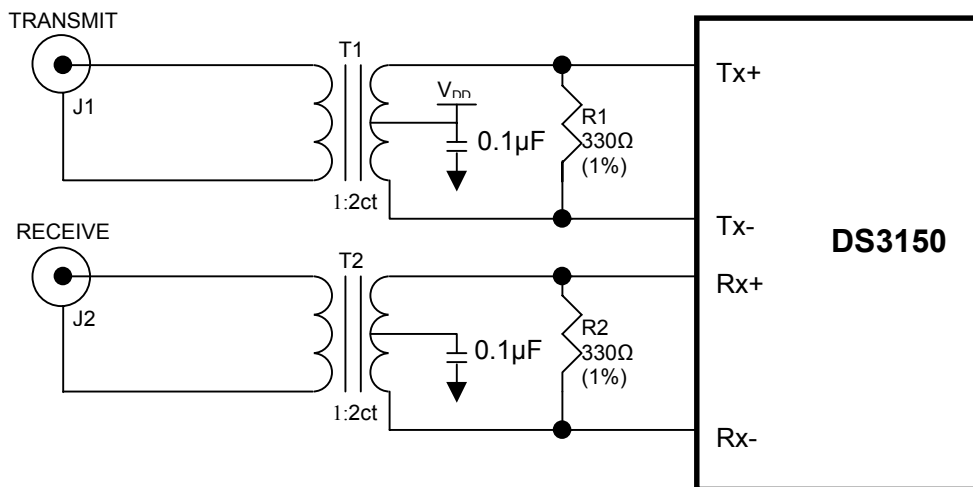 TRANSMIT
J1
T1
1:2ct
VDD
0.1µF
R1
330Ω
(1%)
Tx+
Tx-
RECEIVE
J2
T2
1:2ct
0.1µF
R2
330Ω
(1%)
Rx+
Rx-
DS3150